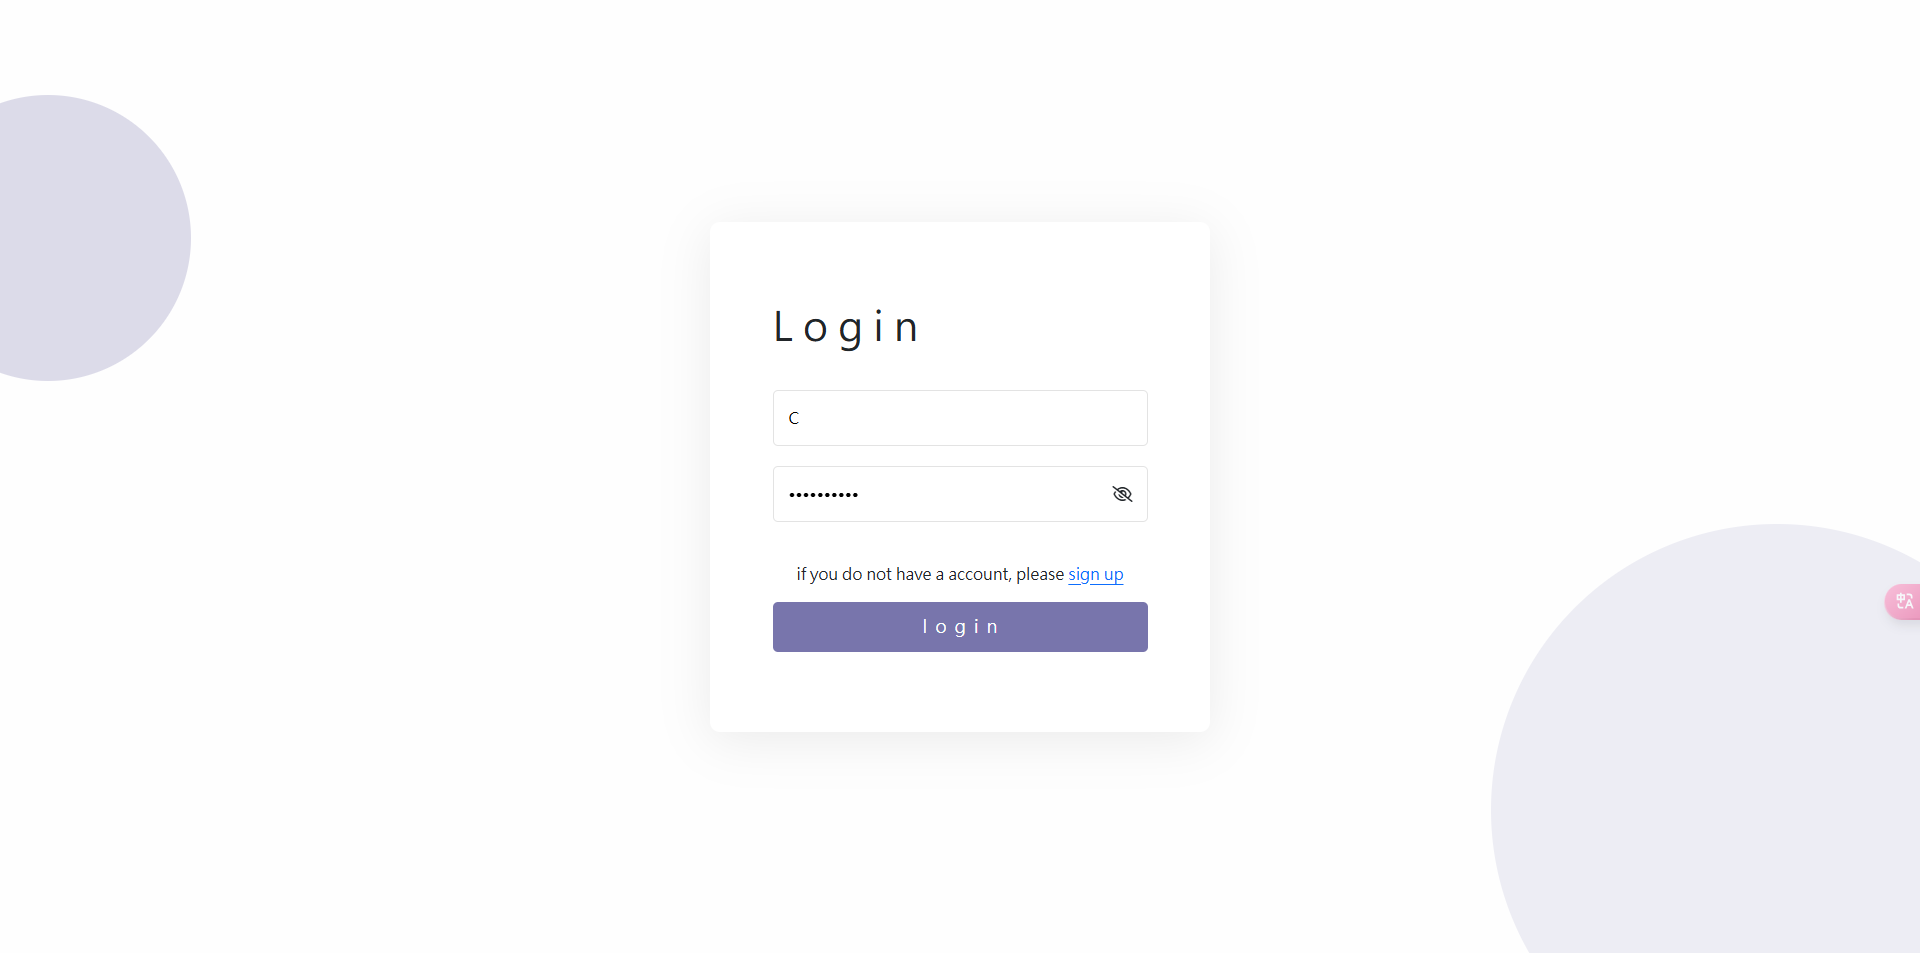 Login
C
••••••••••
if you do not have a account, please sign up
login